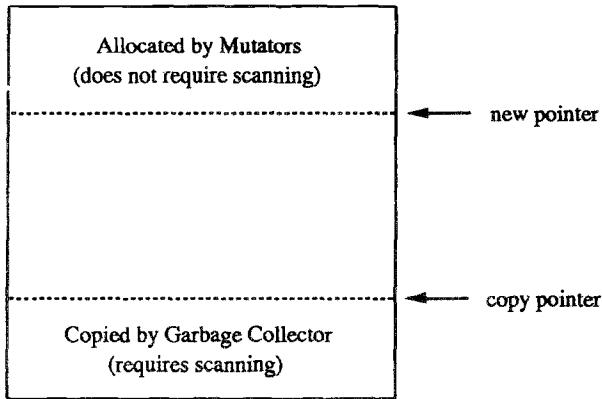 Allocated by Mutators
(does not require scanning)
new pointer
copy pointer
Copied by Garbage Collector
(requires scanning)